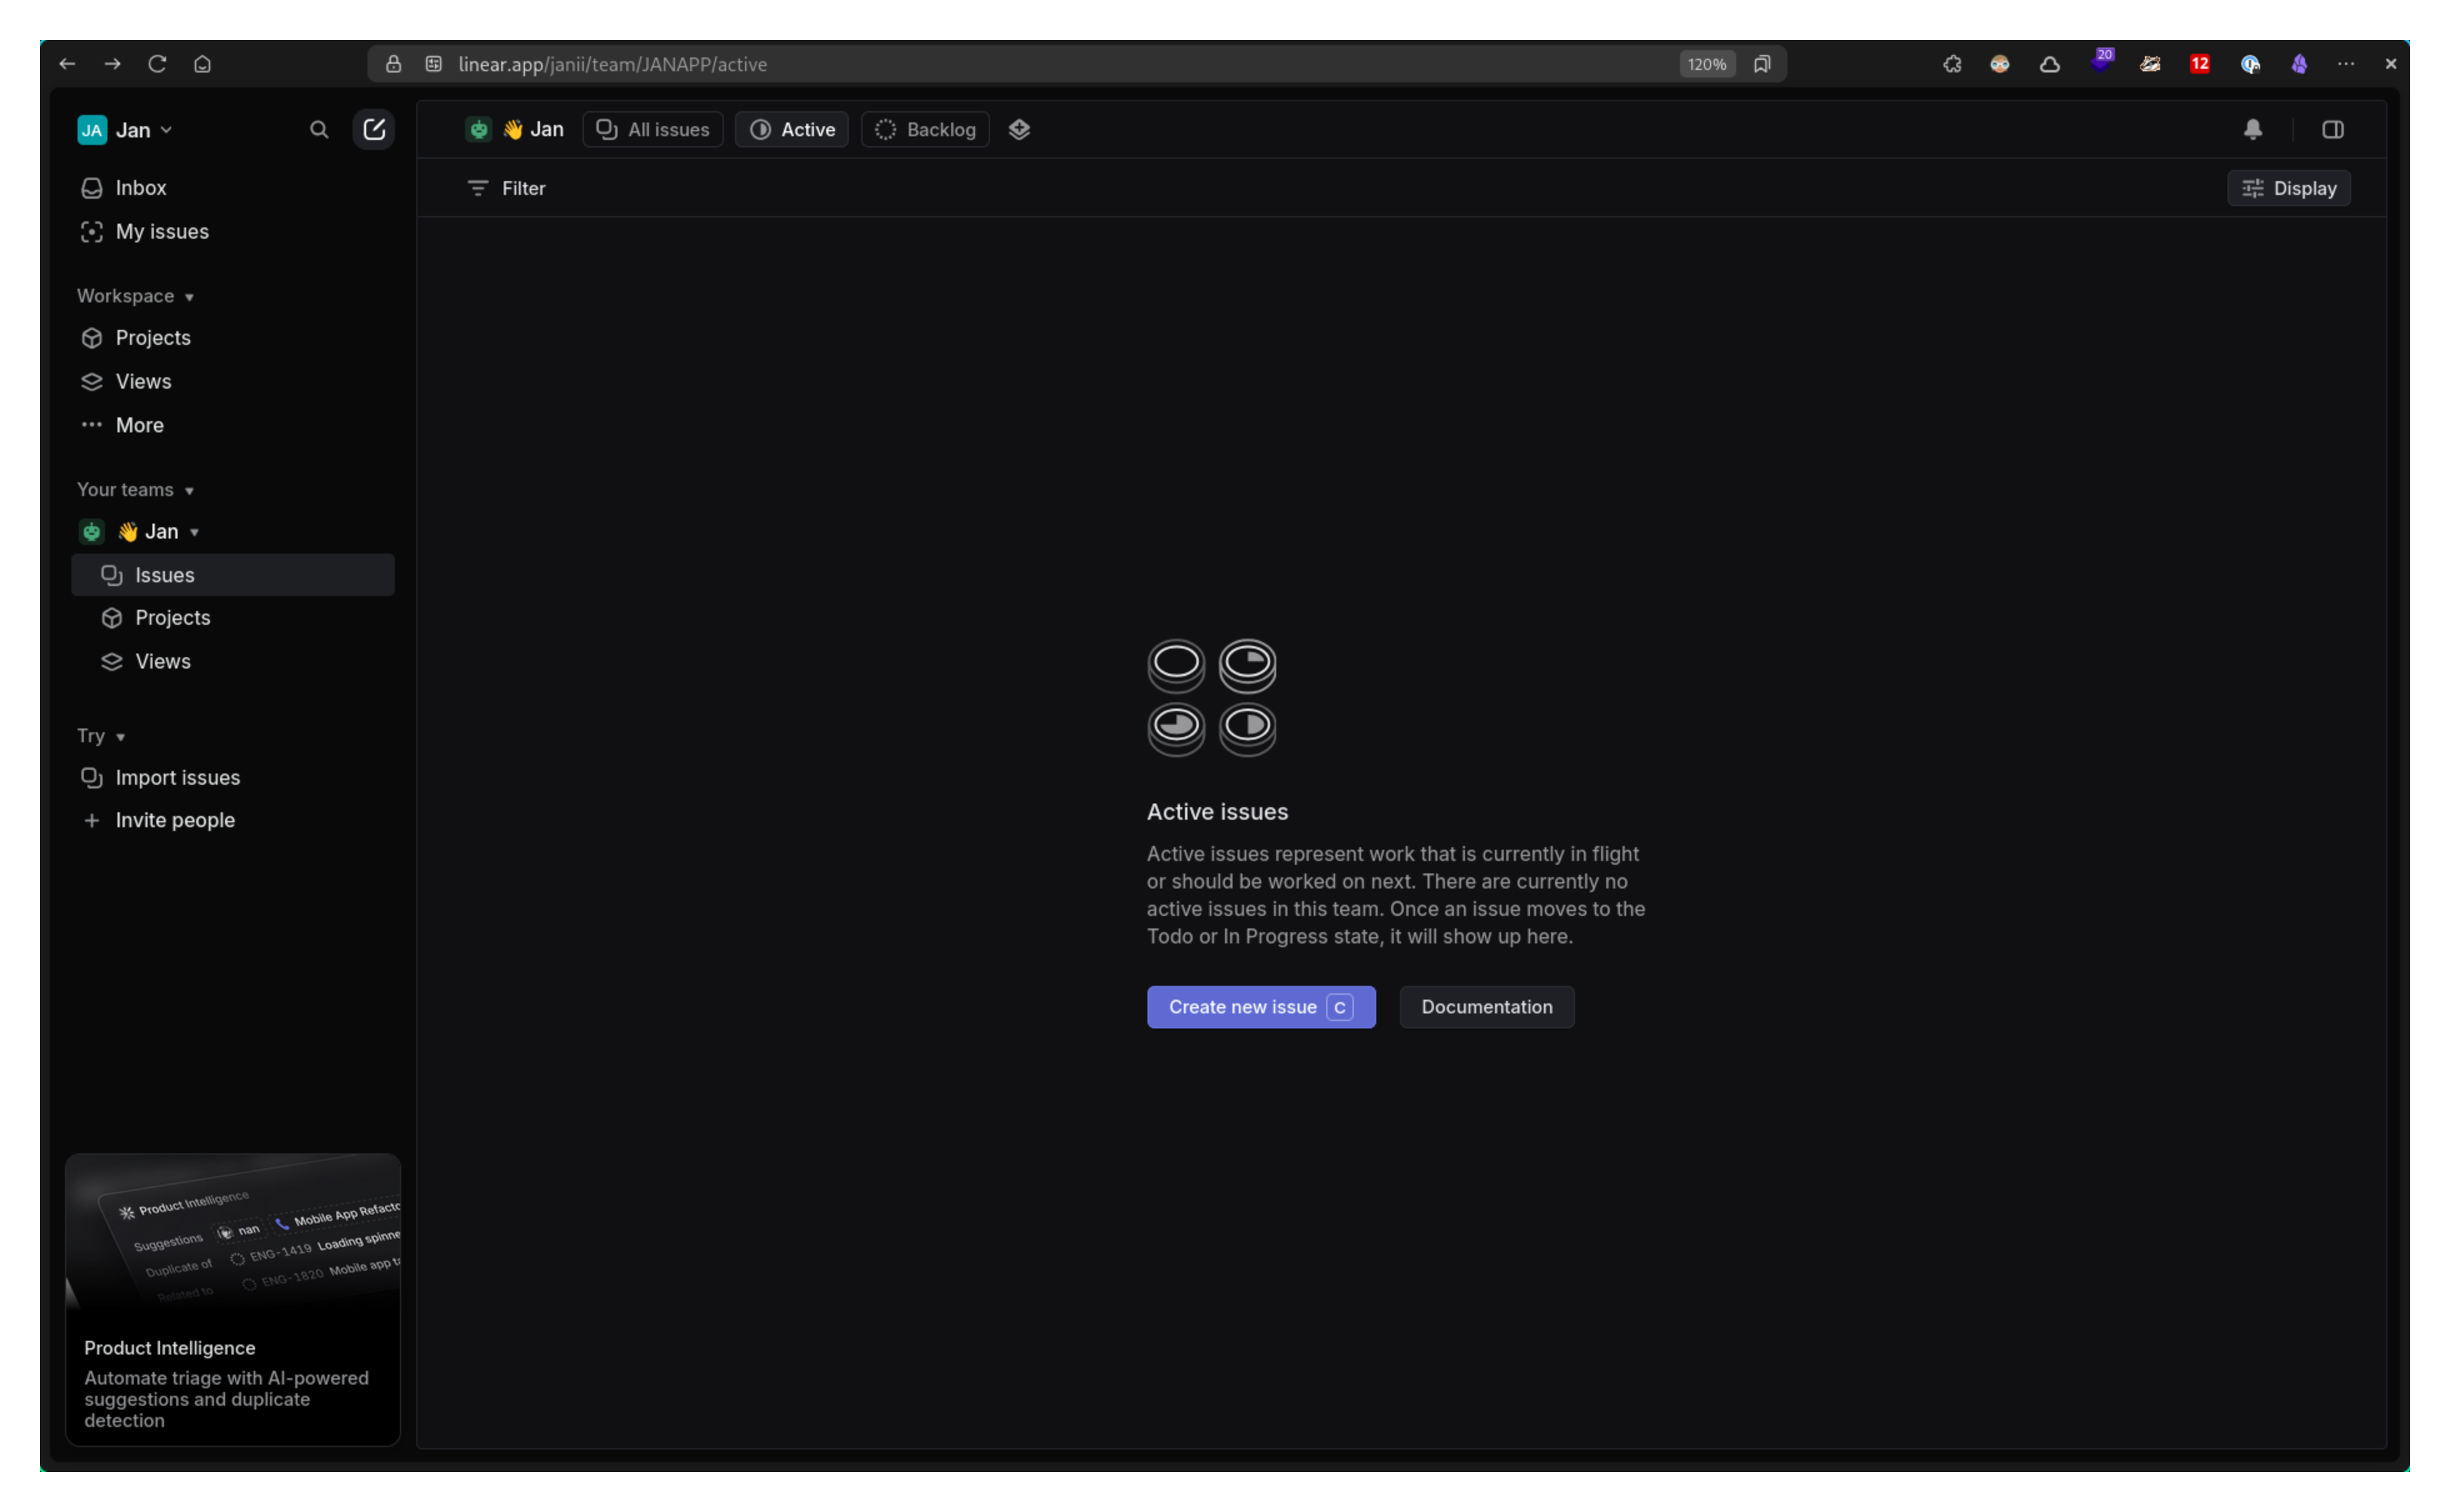 linear.app/janii/team/JANAPP/active
120%
20
12
JA Jan
Inbox
My issues
Workspace
Projects
Views
More
Your teams
👋 Jan
Issues
Projects
Views
Try
Import issues
Invite people
Product Intelligence
Suggestions nan Mobile App Refacto
Duplicate of ENG-1419 Loading spinne
Related to ENG-1820 Mobile app ta
Product Intelligence
Automate triage with AI-powered
suggestions and duplicate
detection
👋 Jan All issues Active Backlog
Filter
Display
Active issues
Active issues represent work that is currently in flight
or should be worked on next. There are currently no
active issues in this team. Once an issue moves to the
Todo or In Progress state, it will show up here.
Create new issue C
Documentation